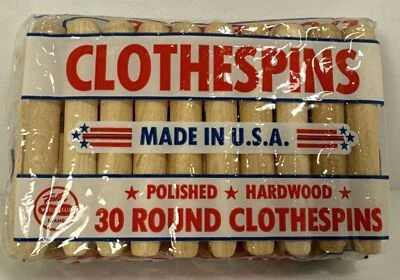 CLOTHESPINS
MADE IN U.S.A.
★ POLISHED ★ HARDWOOD ★
30 ROUND CLOTHESPINS